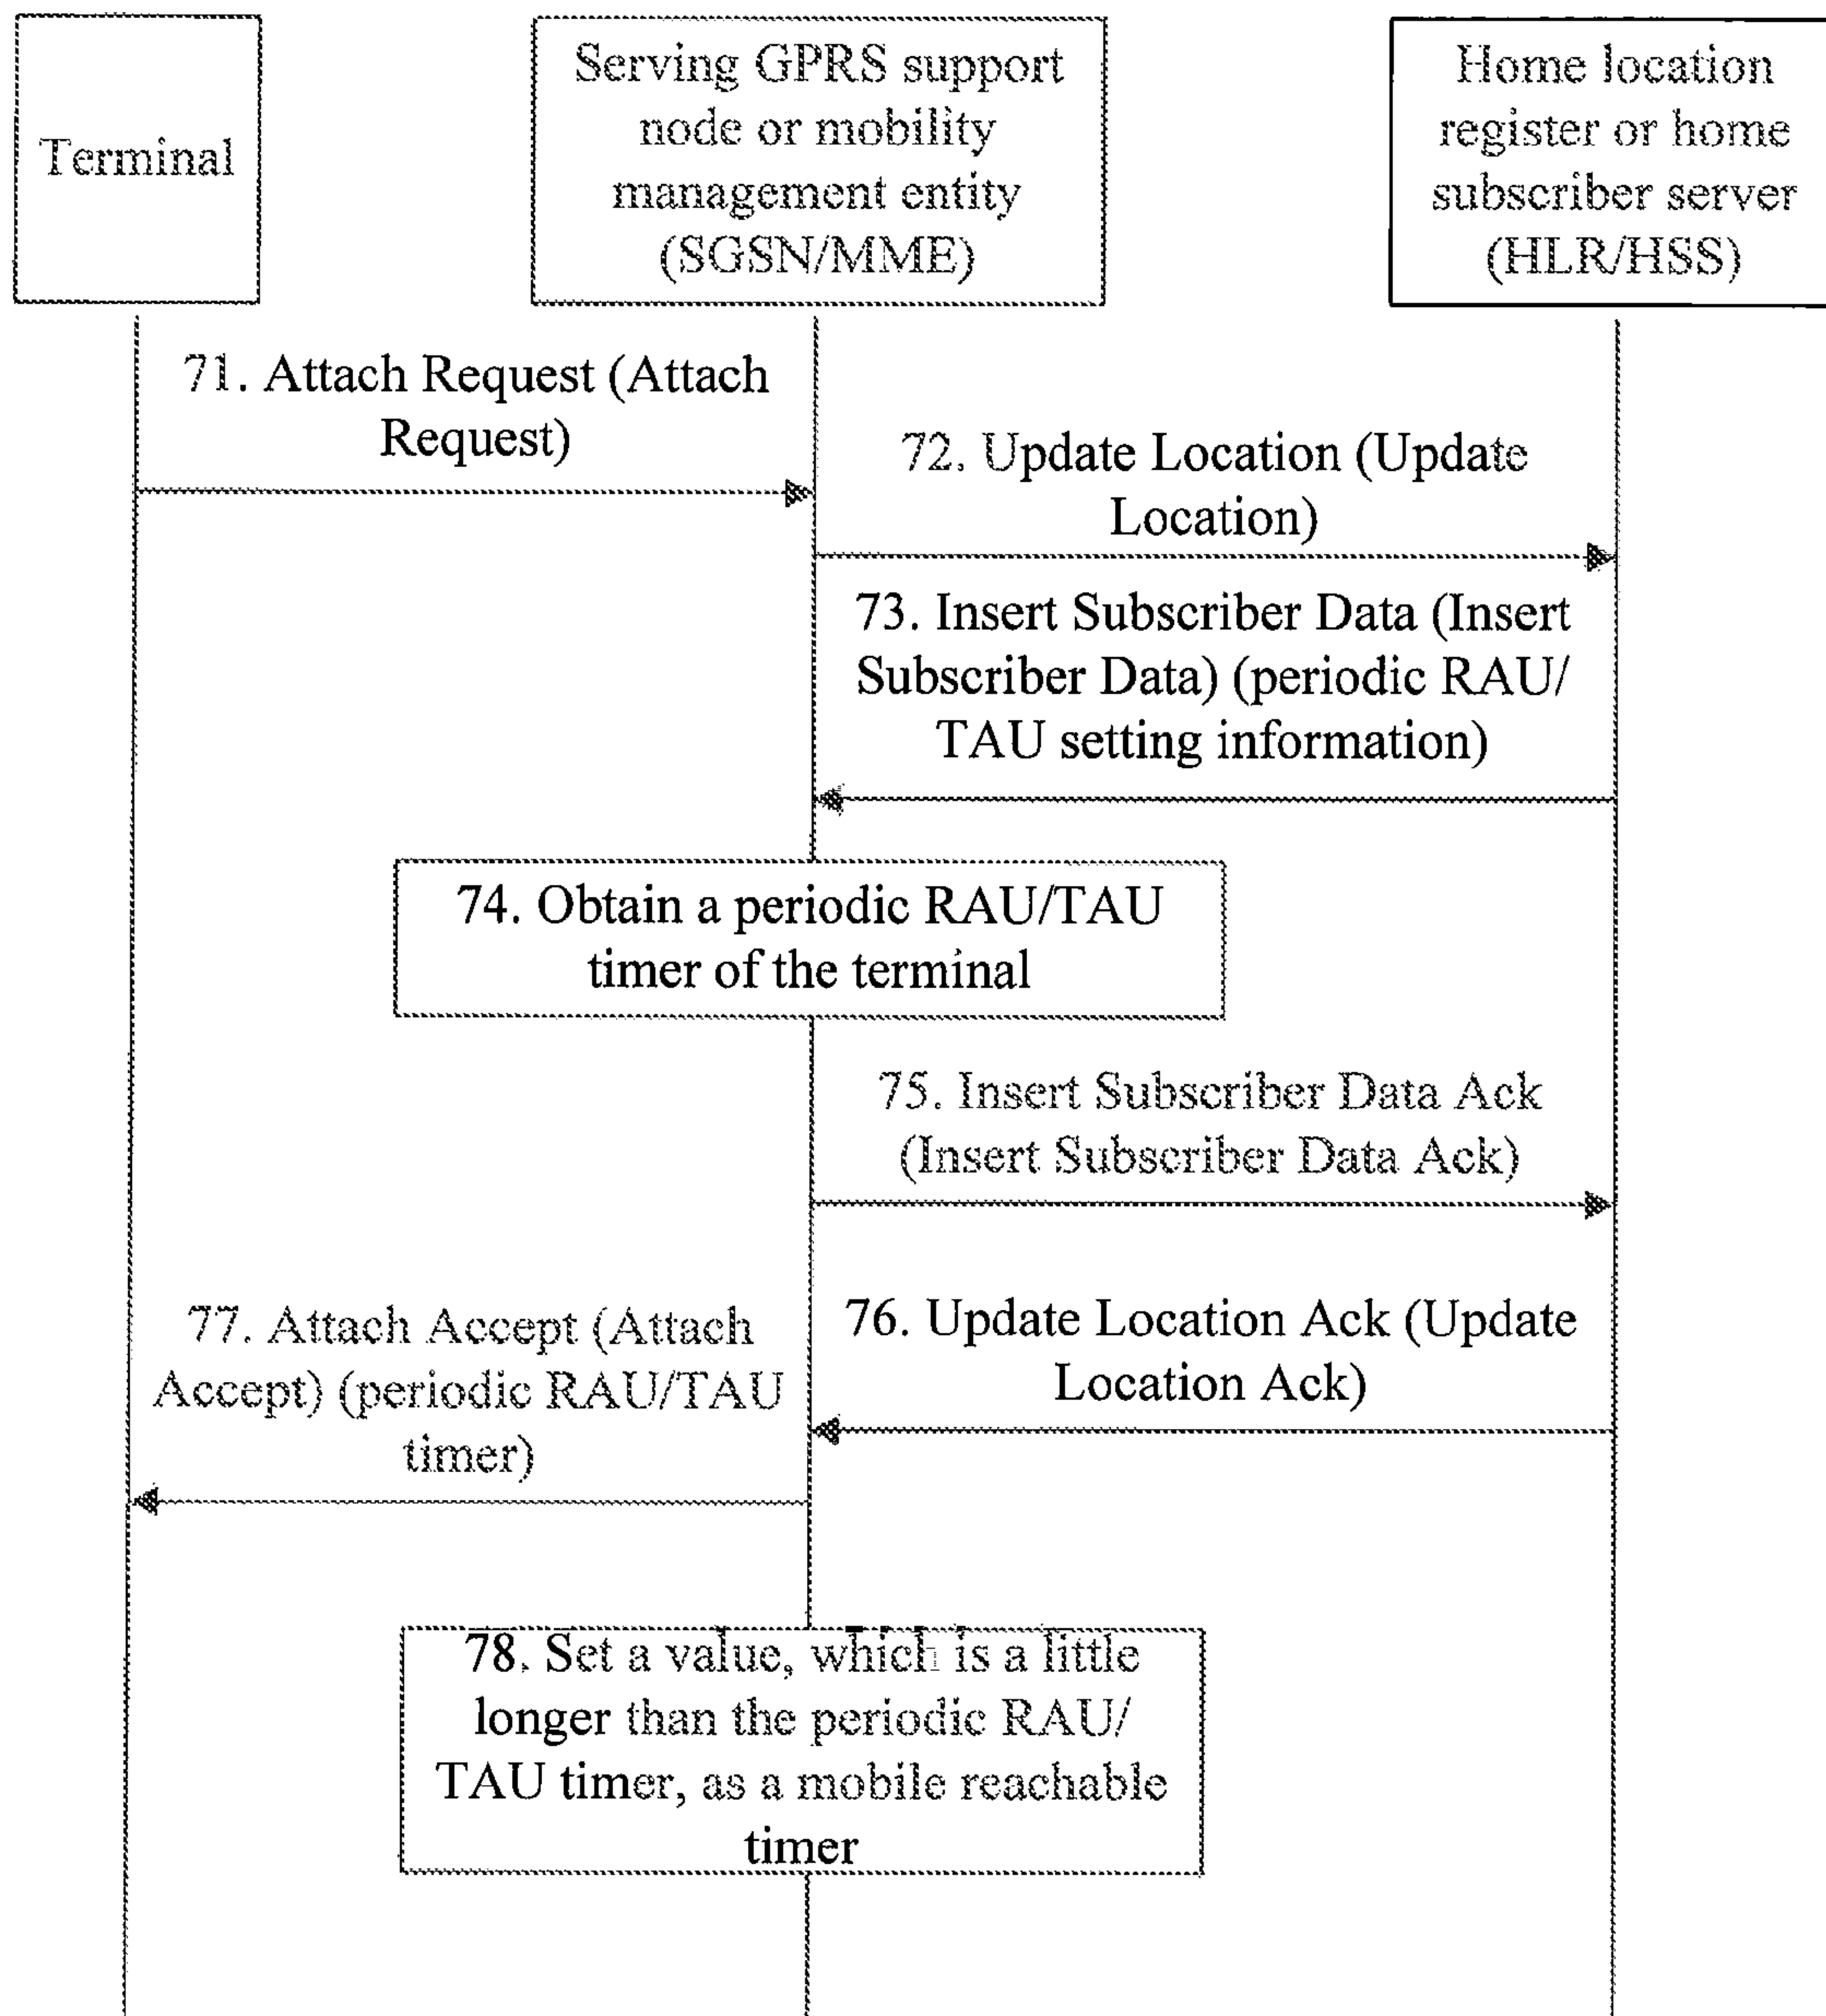 Terminal
Serving GPRS support
node or mobility
management entity
(SGSN/MME)
Home location
register or home
subscriber server
(HLR/HSS)
71. Attach Request (Attach
Request)
72. Update Location (Update
Location)
73. Insert Subscriber Data (Insert
Subscriber Data) (periodic RAU/
TAU setting information)
74. Obtain a periodic RAU/TAU
timer of the terminal
75. Insert Subscriber Data Ack
(Insert Subscriber Data Ack)
76. Update Location Ack (Update
Location Ack)
77. Attach Accept (Attach
Accept) (periodic RAU/TAU
timer)
78. Set a value, which is a little
longer than the periodic RAU/
TAU timer, as a mobile reachable
timer